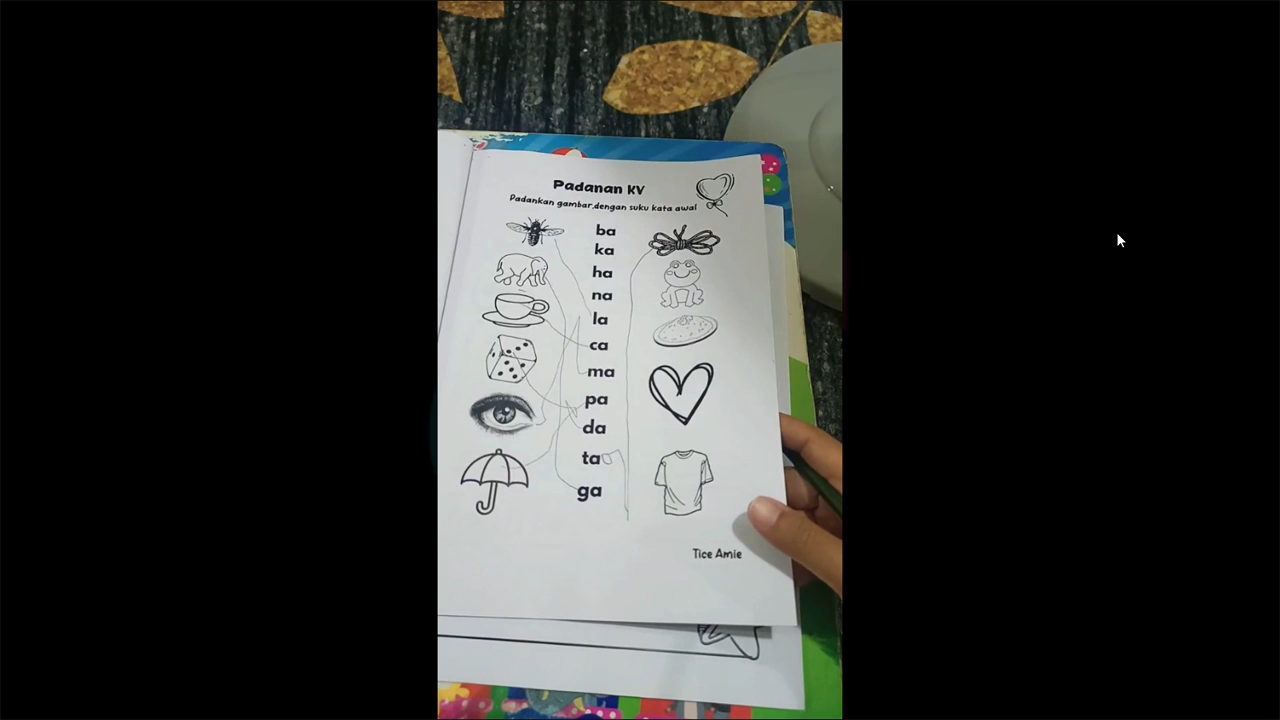 Padanan KV
Padankan gambar dengan suku kata awal
ba
ka
ha
na
la
ca
ma
pa
da
ta
ga
Tice Amie